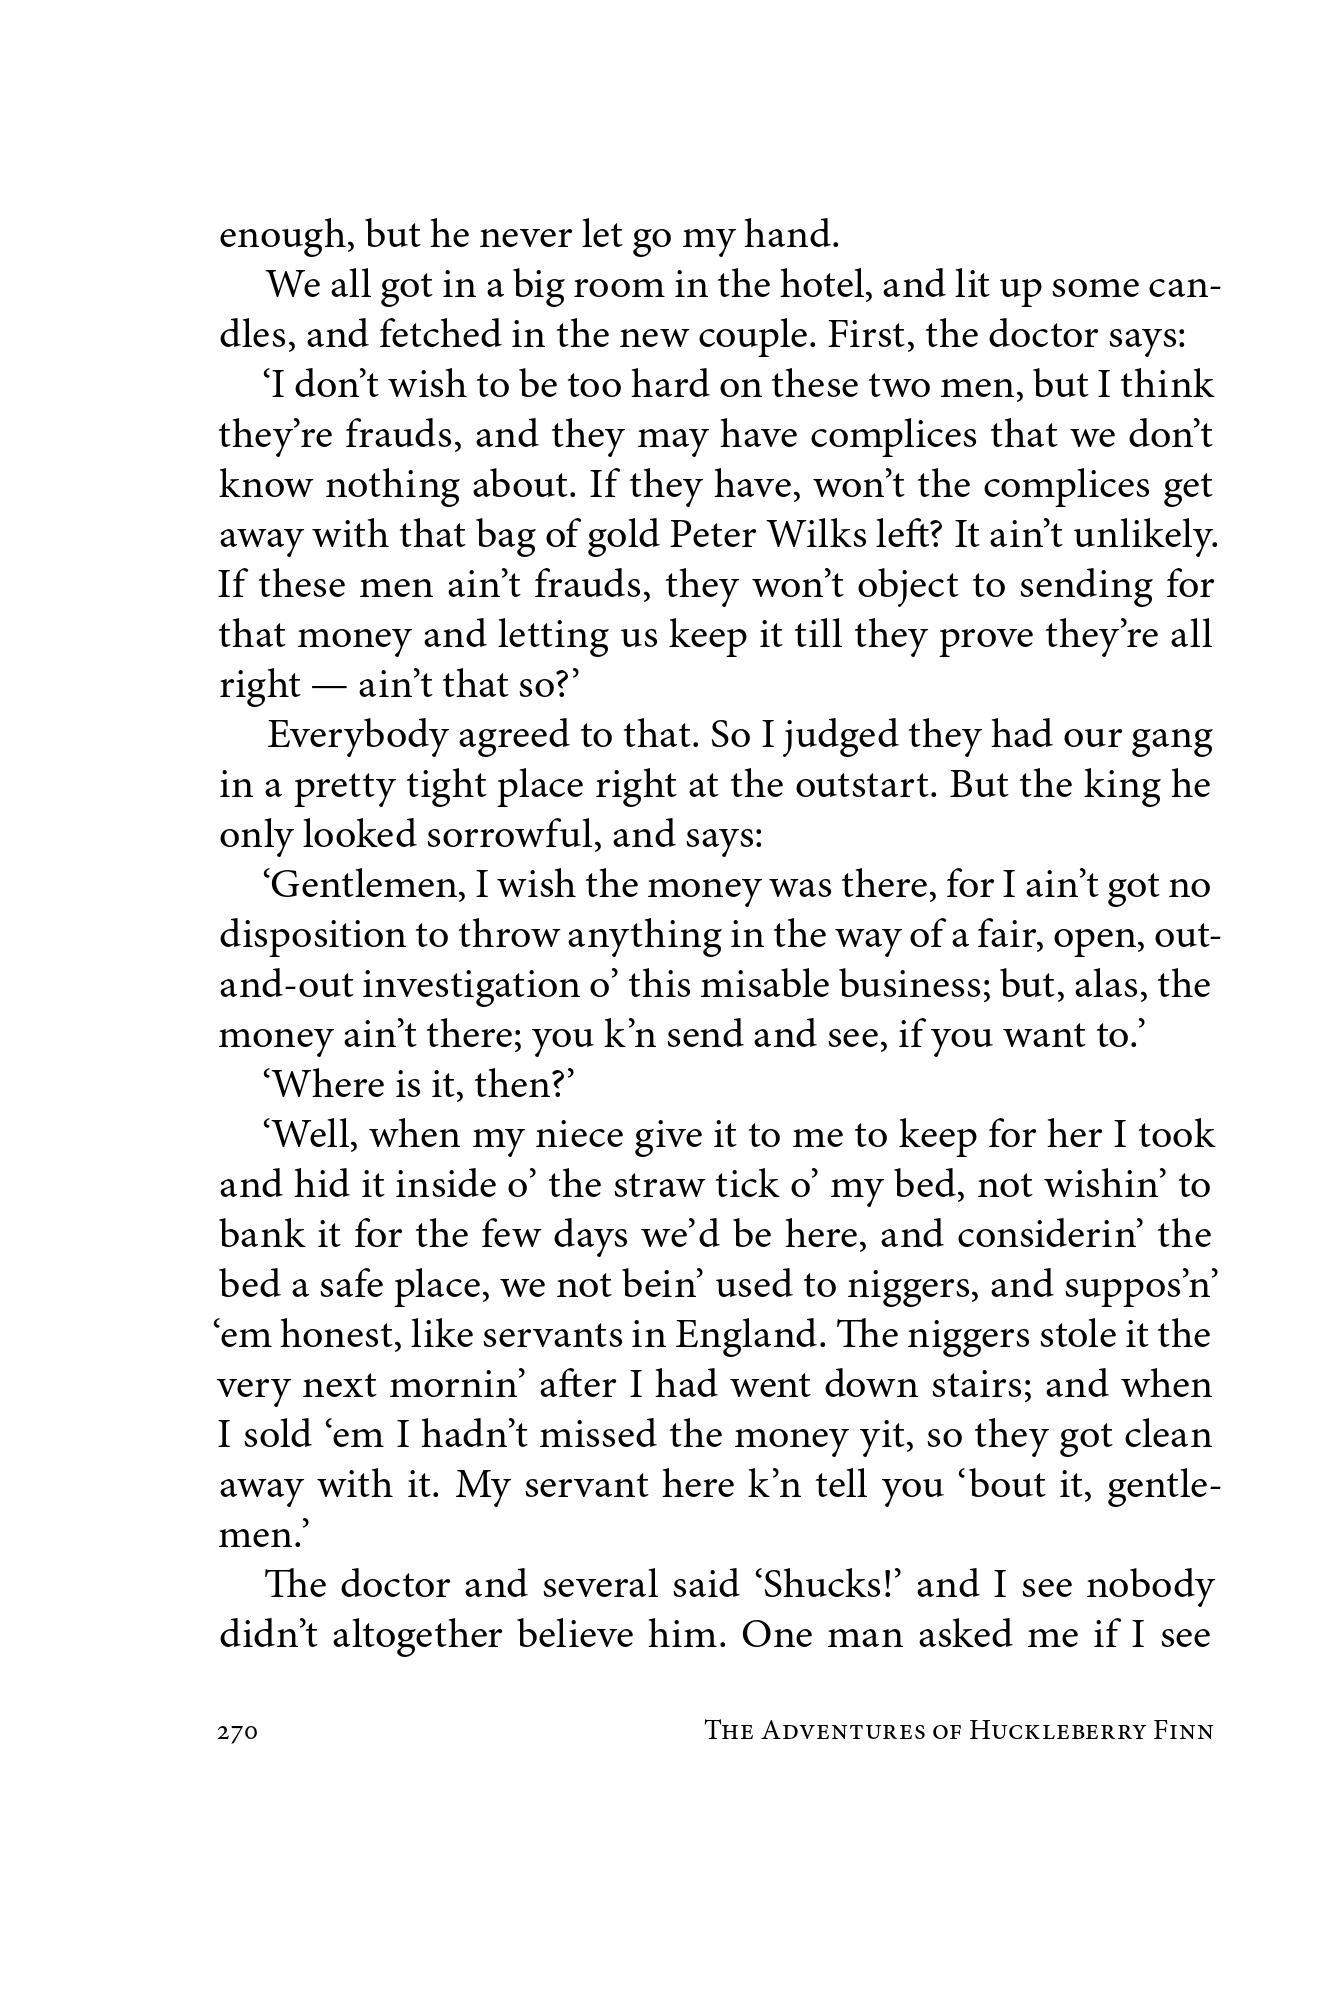 enough, but he never let go my hand.
We all got in a big room in the hotel, and lit up some can-
dles, and fetched in the new couple. First, the doctor says:
‘I don’t wish to be too hard on these two men, but I think
they’re frauds, and they may have complices that we don’t
know nothing about. If they have, won’t the complices get
away with that bag of gold Peter Wilks left? It ain’t unlikely.
If these men ain’t frauds, they won’t object to sending for
that money and letting us keep it till they prove they’re all
right — ain’t that so?’
Everybody agreed to that. So I judged they had our gang
in a pretty tight place right at the outstart. But the king he
only looked sorrowful, and says:
‘Gentlemen, I wish the money was there, for I ain’t got no
disposition to throw anything in the way of a fair, open, out-
and-out investigation o’ this misable business; but, alas, the
money ain’t there; you k’n send and see, if you want to.’
‘Where is it, then?’
‘Well, when my niece give it to me to keep for her I took
and hid it inside o’ the straw tick o’ my bed, not wishin’ to
bank it for the few days we’d be here, and considerin’ the
bed a safe place, we not bein’ used to niggers, and suppos’n’
‘em honest, like servants in England. The niggers stole it the
very next mornin’ after I had went down stairs; and when
I sold ‘em I hadn’t missed the money yit, so they got clean
away with it. My servant here k’n tell you ‘bout it, gentle-
men.’
The doctor and several said ‘Shucks!’ and I see nobody
didn’t altogether believe him. One man asked me if I see
270 The Adventures of Huckleberry Finn